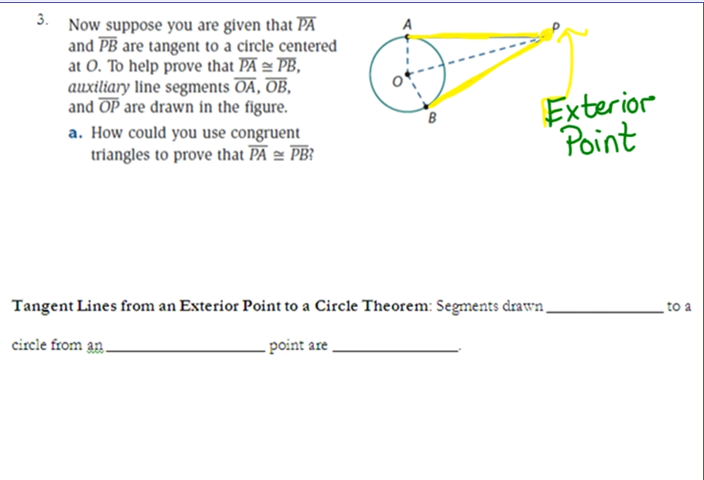 3. Now suppose you are given that PA
and PB are tangent to a circle centered
at O. To help prove that PA ≅ PB,
auxiliary line segments OA, OB,
and OP are drawn in the figure.
a. How could you use congruent
triangles to prove that PA ≅ PB?
A
P
O
B
Exterior
Point
Tangent Lines from an Exterior Point to a Circle Theorem: Segments drawn ____________ to a
circle from an ________________ point are _____________.